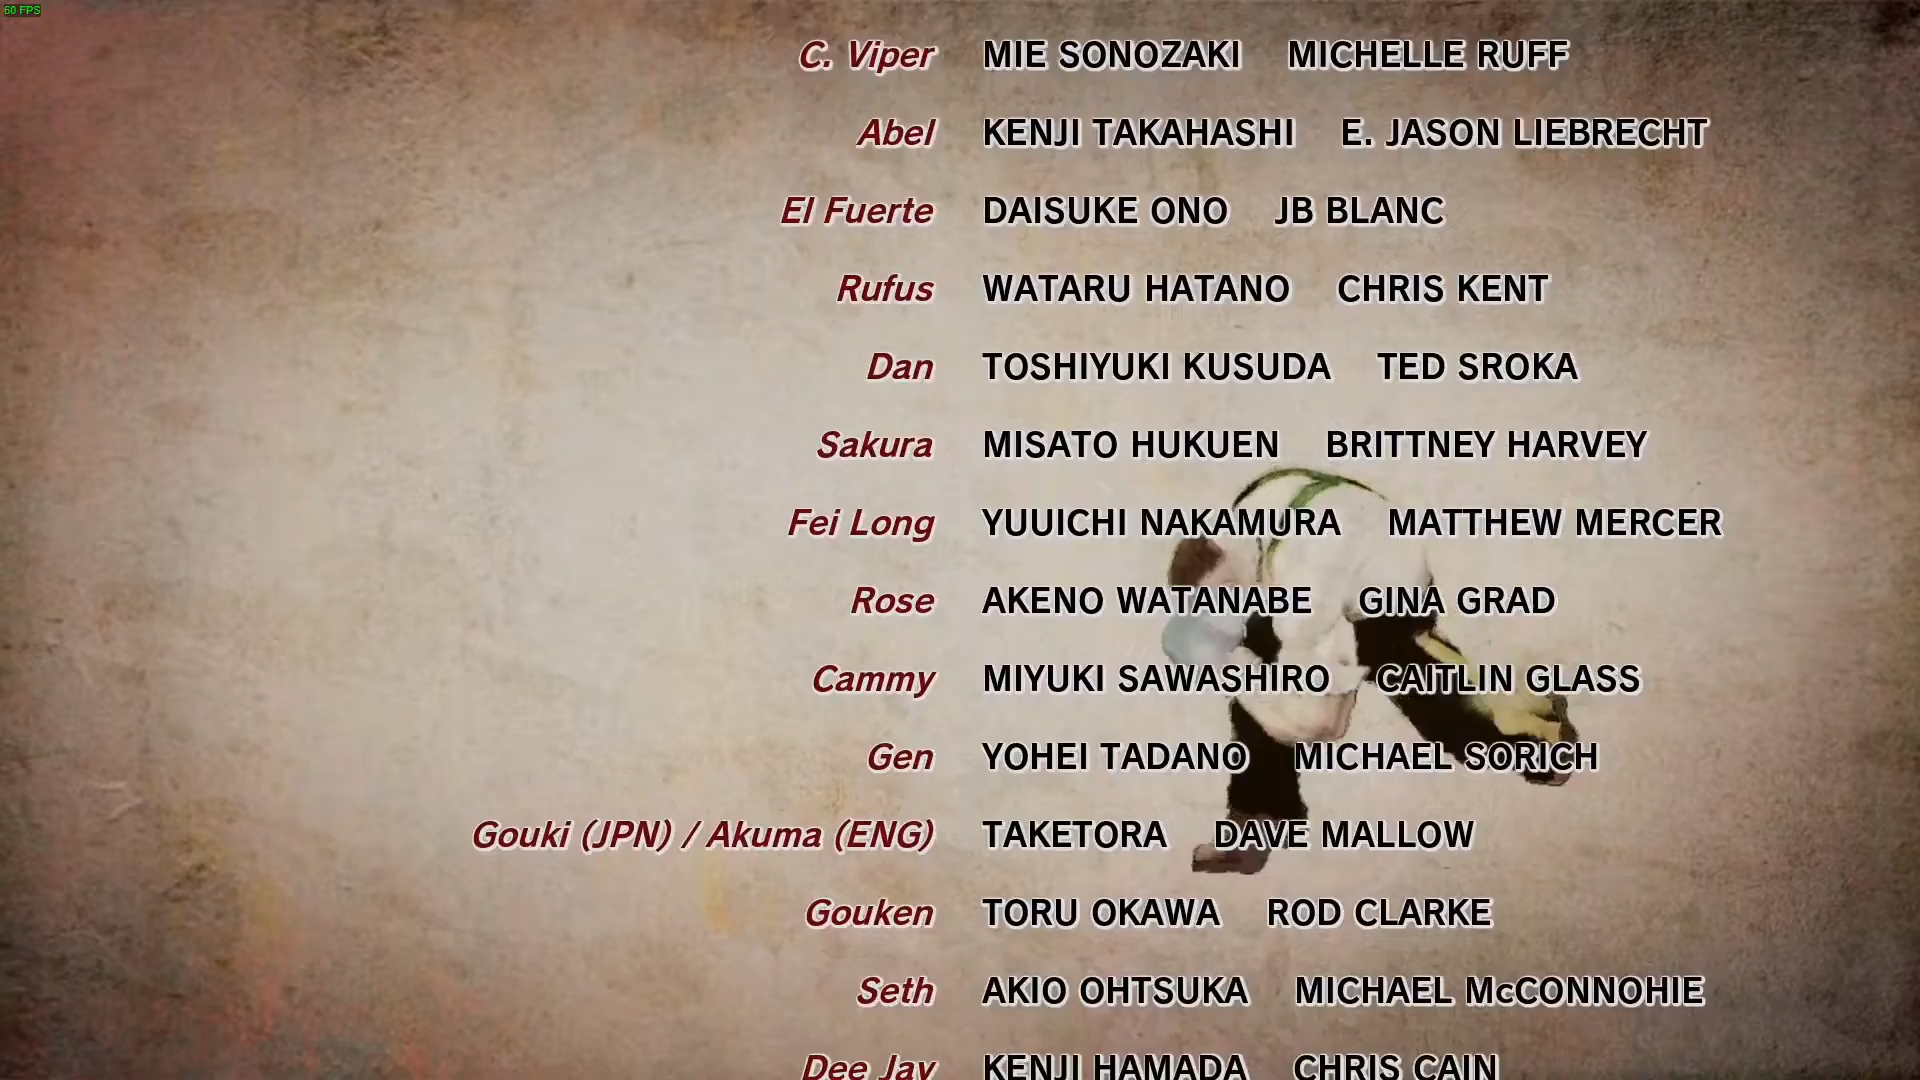 60 FPS
C. Viper MIE SONOZAKI MICHELLE RUFF
Abel KENJI TAKAHASHI E. JASON LIEBRECHT
El Fuerte DAISUKE ONO JB BLANC
Rufus WATARU HATANO CHRIS KENT
Dan TOSHIYUKI KUSUDA TED SROKA
Sakura MISATO HUKUEN BRITTNEY HARVEY
Fei Long YUUICHI NAKAMURA MATTHEW MERCER
Rose AKENO WATANABE GINA GRAD
Cammy MIYUKI SAWASHIRO CAITLIN GLASS
Gen YOHEI TADANO MICHAEL SORICH
Gouki (JPN) / Akuma (ENG) TAKETORA DAVE MALLOW
Gouken TORU OKAWA ROD CLARKE
Seth AKIO OHTSUKA MICHAEL McCONNOHIE
Dee Jay KENJI HAMADA CHRIS CAIN